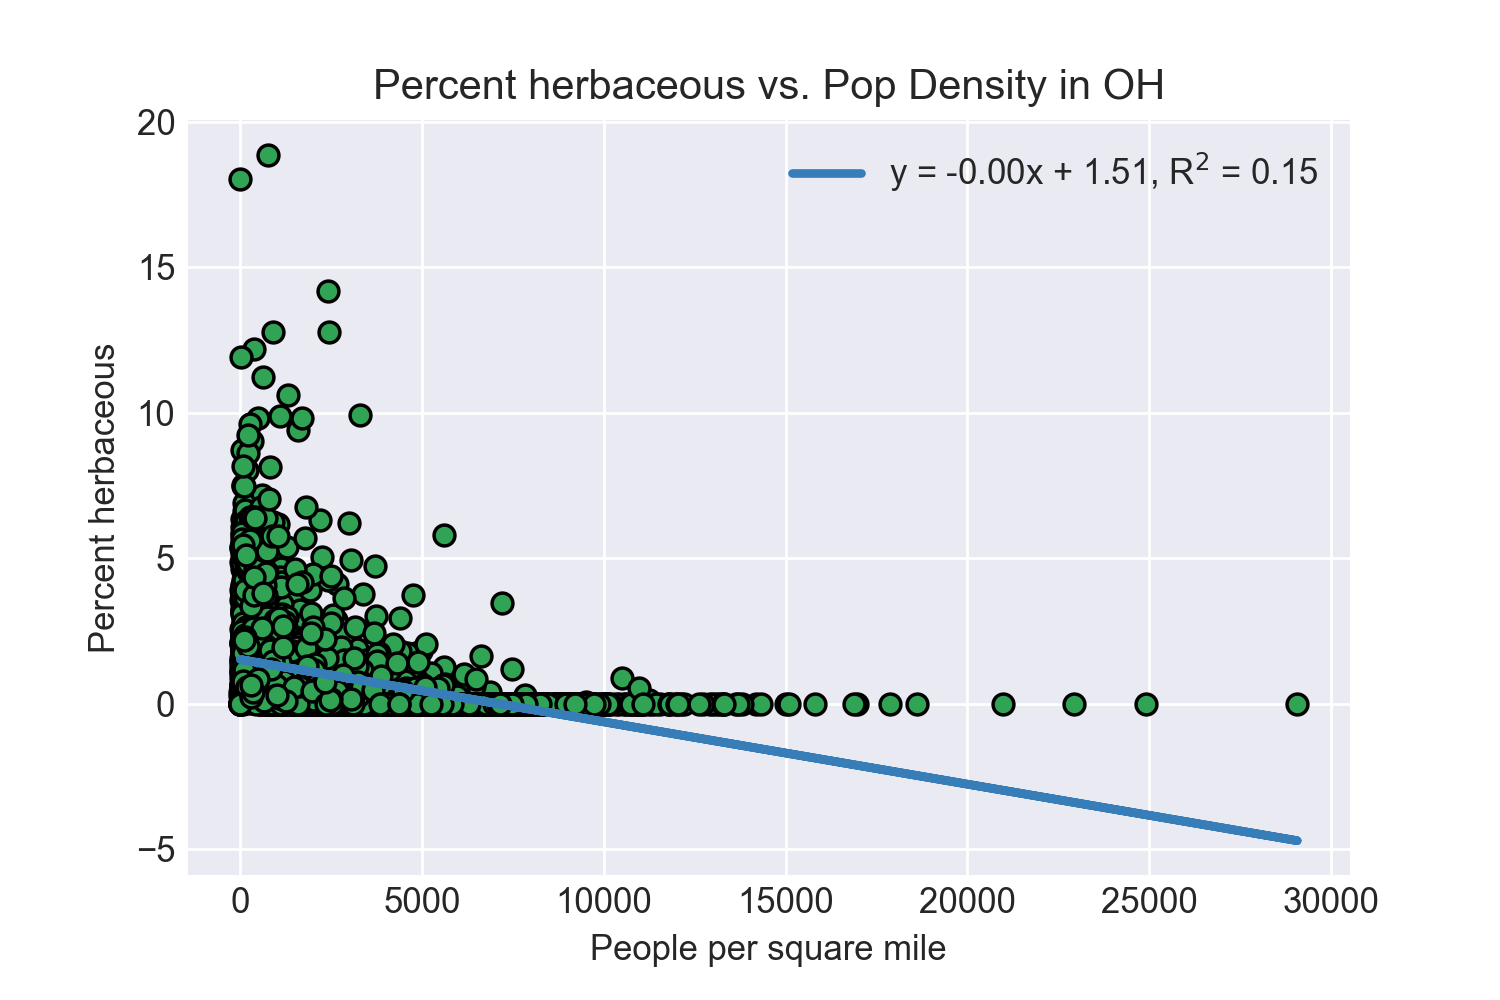 Percent herbaceous vs. Pop Density in OH
20
15
10
5
0
−5
Percent herbaceous
y = -0.00x + 1.51, R² = 0.15
0 5000 10000 15000 20000 25000 30000
People per square mile